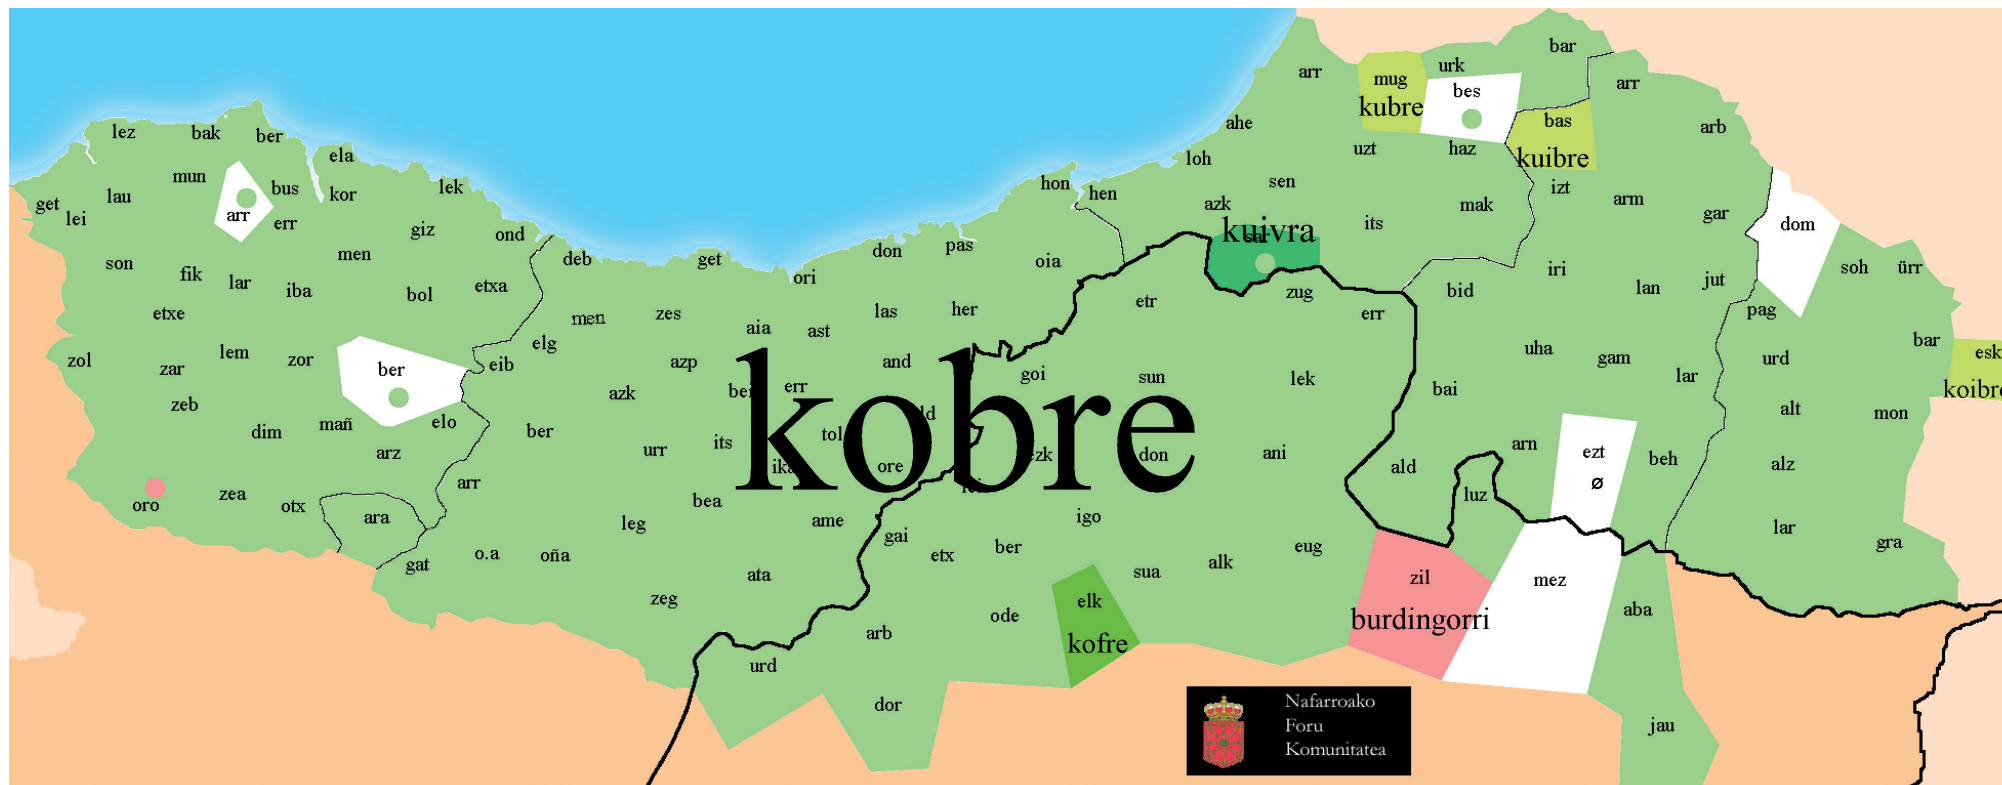 bar
arr
urk
mug
bes
arr
kubre
lez
bak
ber
ahe
bas
arb
ela
loh
uzt
haz
kuibre
mun
bus
kor
lek
hon
hen
sen
izt
get
lau
lei
arr
err
azk
its
mak
arm
gar
dom
giz
ond
kuivra
don
pas
son
fik
lar
iba
men
deb
get
ori
oia
iri
jut
soh
ürr
bol
etxa
etr
zug
bid
lan
etxe
men
zes
aia
ast
las
her
err
pag
zol
zar
lem
zor
ber
elg
eib
azp
and
goi
sun
lek
uha
gam
lar
urd
bar
esk
zeb
azk
err
kobre
bai
koibre
dim
mañ
elo
ber
its
tol
alt
mon
arz
urr
ore
don
ani
ald
arn
ezt
beh
alz
oro
zea
otx
ara
arr
bea
luz
ø
leg
ame
igo
lar
gat
o.a
oña
gai
etx
ber
eug
gra
zeg
ata
sua
alk
zil
mez
elk
ode
aba
arb
kofre
burdingorri
urd
dor
jau
Nafarroako
Foru
Komunitatea